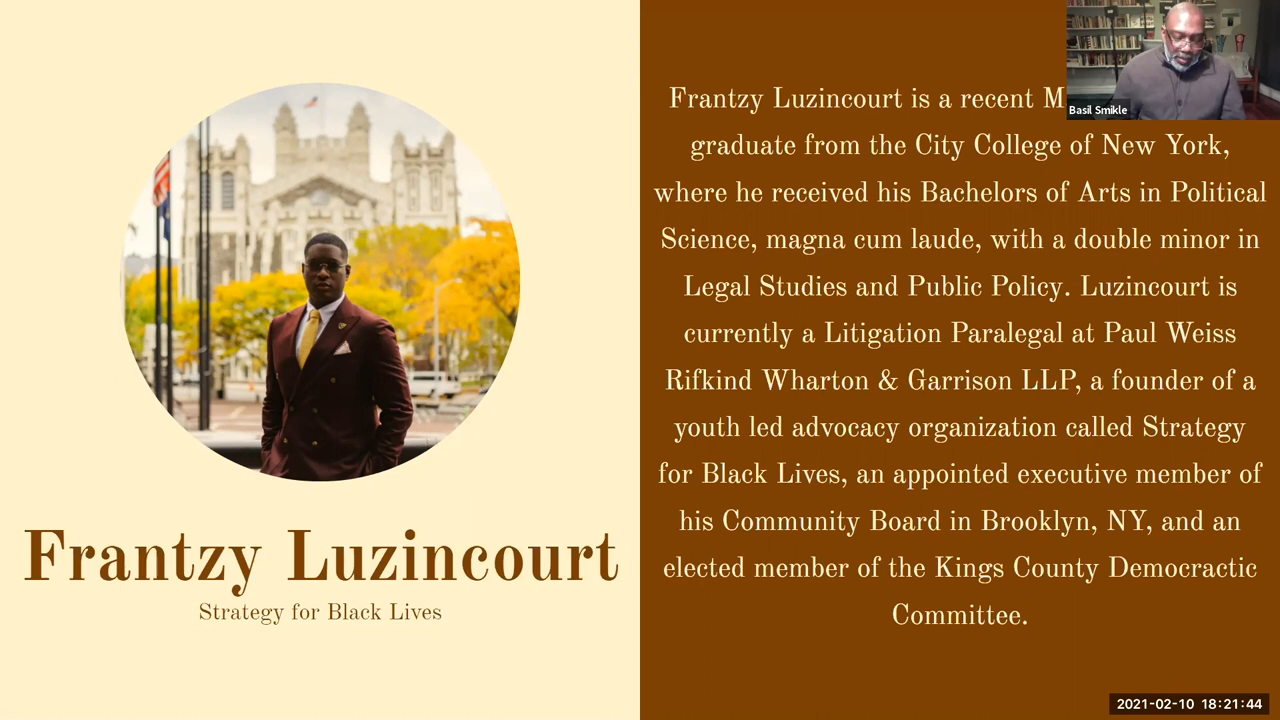 Frantzy Luzincourt
Strategy for Black Lives
Frantzy Luzincourt is a recent
graduate from the City College of New York,
where he received his Bachelors of Arts in Political
Science, magna cum laude, with a double minor in
Legal Studies and Public Policy. Luzincourt is
currently a Litigation Paralegal at Paul Weiss
Rifkind Wharton & Garrison LLP, a founder of a
youth led advocacy organization called Strategy
for Black Lives, an appointed executive member of
his Community Board in Brooklyn, NY, and an
elected member of the Kings County Democractic
Committee.
Basil Smikle
2021-02-10 18:21:44